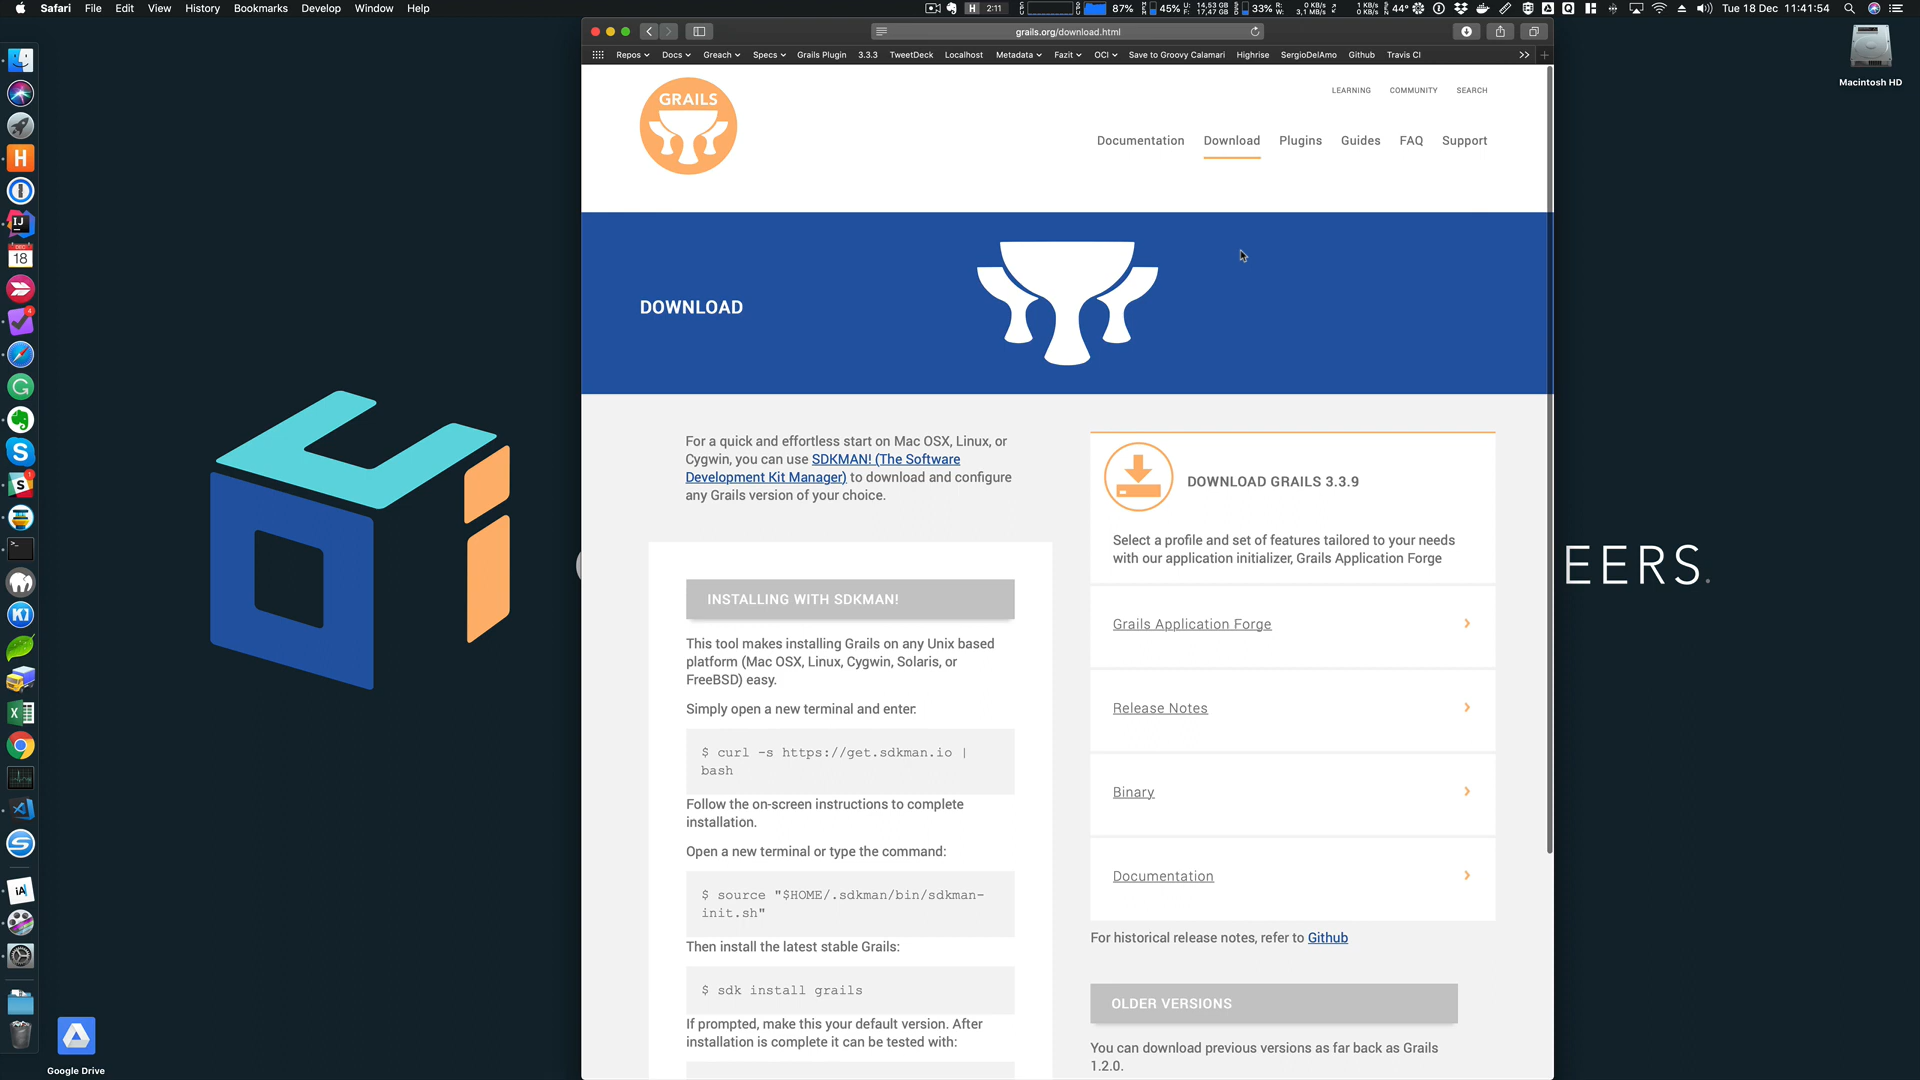 Safari File Edit View History Bookmarks Develop Window Help
2:11 87% 45% 33% 44° Tue 18 Dec 11:41:54
grails.org/download.html
Repos Docs Greach Specs Grails Plugin 3.3.3 TweetDeck Localhost Metadata Fazit OCI Save to Groovy Calamari Highrise SergioDelAmo Github Travis CI
Macintosh HD
GRAILS
LEARNING COMMUNITY SEARCH
Documentation Download Plugins Guides FAQ Support
DOWNLOAD
For a quick and effortless start on Mac OSX, Linux, or
Cygwin, you can use SDKMAN! (The Software
Development Kit Manager) to download and configure
any Grails version of your choice.
INSTALLING WITH SDKMAN!
This tool makes installing Grails on any Unix based
platform (Mac OSX, Linux, Cygwin, Solaris, or
FreeBSD) easy.
Simply open a new terminal and enter:
$ curl -s https://get.sdkman.io |
bash
Follow the on-screen instructions to complete
installation.
Open a new terminal or type the command:
$ source "$HOME/.sdkman/bin/sdkman-
init.sh"
Then install the latest stable Grails:
$ sdk install grails
If prompted, make this your default version. After
installation is complete it can be tested with:
DOWNLOAD GRAILS 3.3.9
Select a profile and set of features tailored to your needs
with our application initializer, Grails Application Forge
Grails Application Forge
Release Notes
Binary
Documentation
For historical release notes, refer to Github
OLDER VERSIONS
You can download previous versions as far back as Grails
1.2.0.
EERS.
Google Drive